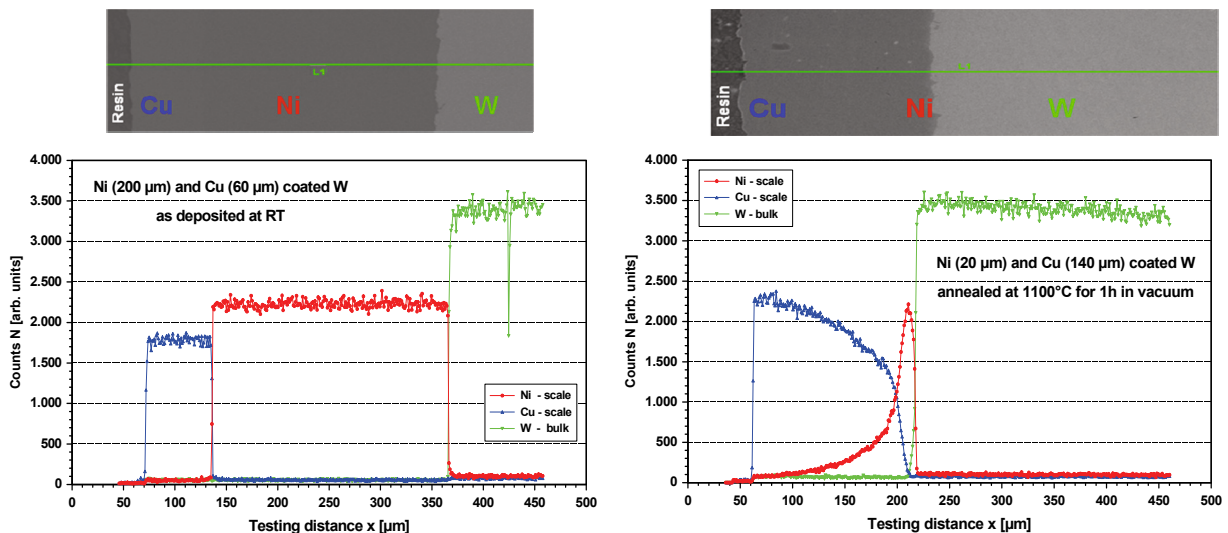 Resin
Cu
Ni
W
L1
4.000
3.500
3.000
2.500
2.000
1.500
1.000
500
0
Counts N [arb. units]
Ni (200 µm) and Cu (60 µm) coated W
as deposited at RT
Ni - scale
Cu - scale
W - bulk
0 50 100 150 200 250 300 350 400 450 500
Testing distance x [µm]
Resin
Cu
Ni
W
L1
4.000
3.500
3.000
2.500
2.000
1.500
1.000
500
0
Counts N [arb. units]
Ni - scale
Cu - scale
W - bulk
Ni (20 µm) and Cu (140 µm) coated W
annealed at 1100°C for 1h in vacuum
0 50 100 150 200 250 300 350 400 450 500
Testing distance x [µm]